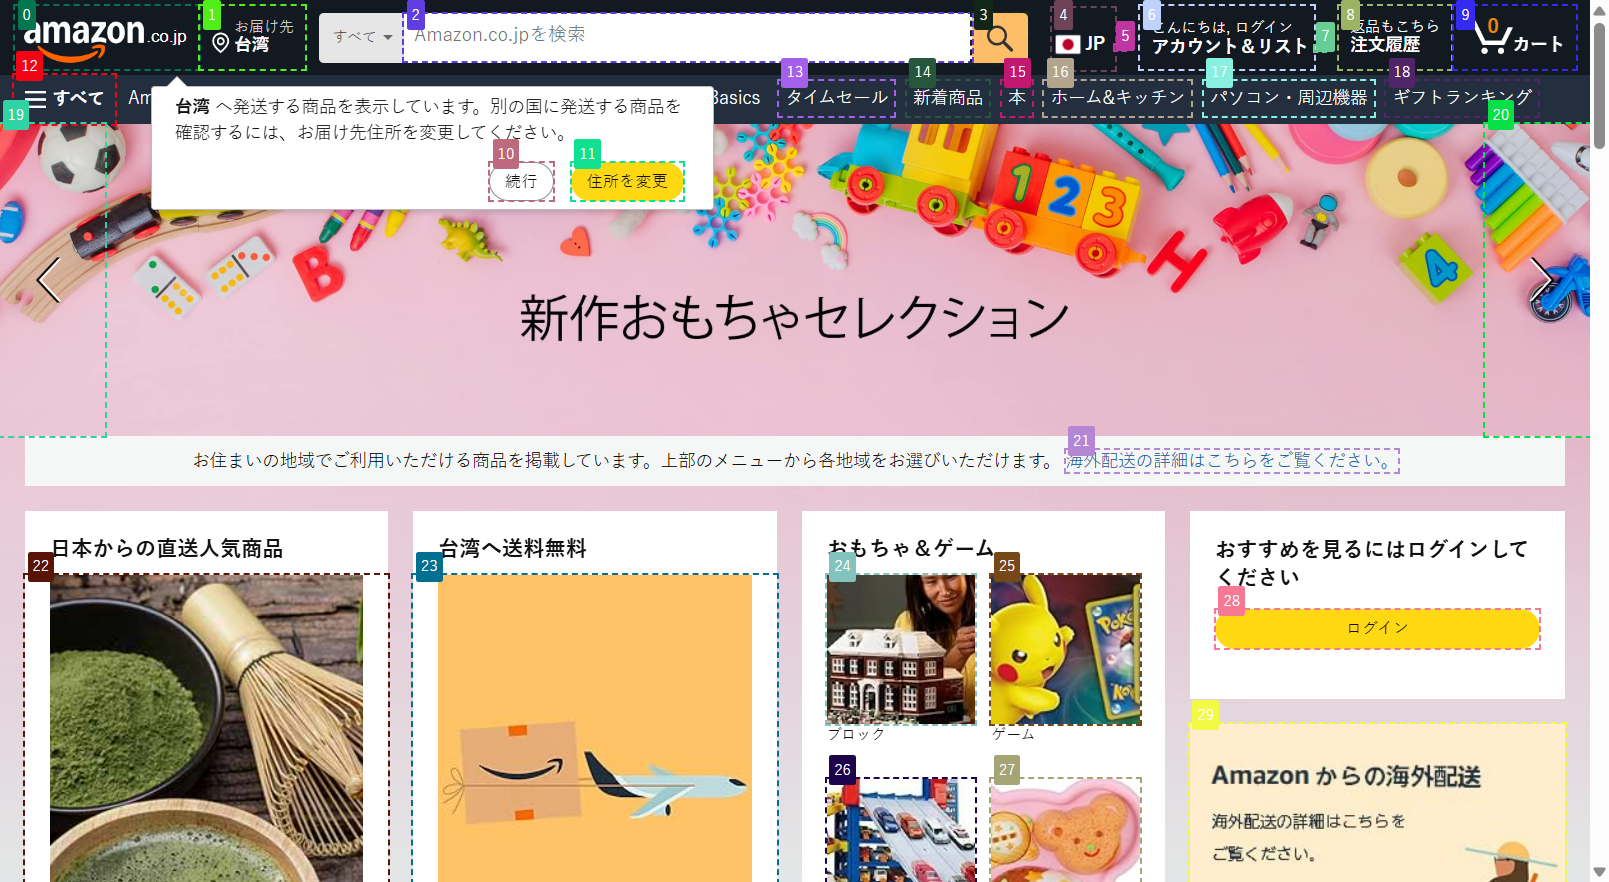 0
1
2
3
4
5
6
7
8
9
amazon.co.jp
お届け先
台湾
すべて
Amazon.co.jpを検索
JP
こんにちは, ログイン
アカウント＆リスト
返品もこちら
注文履歴
0
カート
12
13
14
15
16
17
18
すべて
Am
Basics
タイムセール
新着商品
本
ホーム&キッチン
パソコン・周辺機器
ギフトランキング
19
20
台湾 へ発送する商品を表示しています。別の国に発送する商品を
確認するには、お届け先住所を変更してください。
10
11
続行
住所を変更
1 2 3
B
H
4
新作おもちゃセレクション
21
お住まいの地域でご利用いただける商品を掲載しています。上部のメニューから各地域をお選びいただけます。 海外配送の詳細はこちらをご覧ください。
日本からの直送人気商品
22
台湾へ送料無料
23
おもちゃ＆ゲーム
24
25
ブロック
ゲーム
26
27
おすすめを見るにはログインして
ください
28
ログイン
29
Amazon からの海外配送
海外配送の詳細はこちらを
ご覧ください。